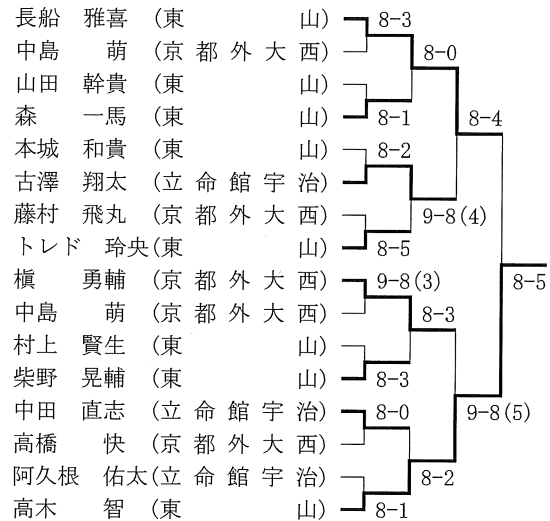 長船 雅喜 (東 山) 8-3
中島 萌 (京都外大西) 8-0
山田 幹貴 (東 山)
森 一馬 (東 山) 8-1 8-4
本城 和貴 (東 山) 8-2
古澤 翔太 (立命館宇治)
藤村 飛丸 (京都外大西) 9-8(4)
トレド 玲央 (東 山) 8-5
槇 勇輔 (京都外大西) 9-8(3) 8-5
中島 萌 (京都外大西) 8-3
村上 賢生 (東 山)
柴野 晃輔 (東 山) 8-3
中田 直志 (立命館宇治) 8-0 9-8(5)
高橋 快 (京都外大西)
阿久根 佑太 (立命館宇治) 8-2
高木 智 (東 山) 8-1